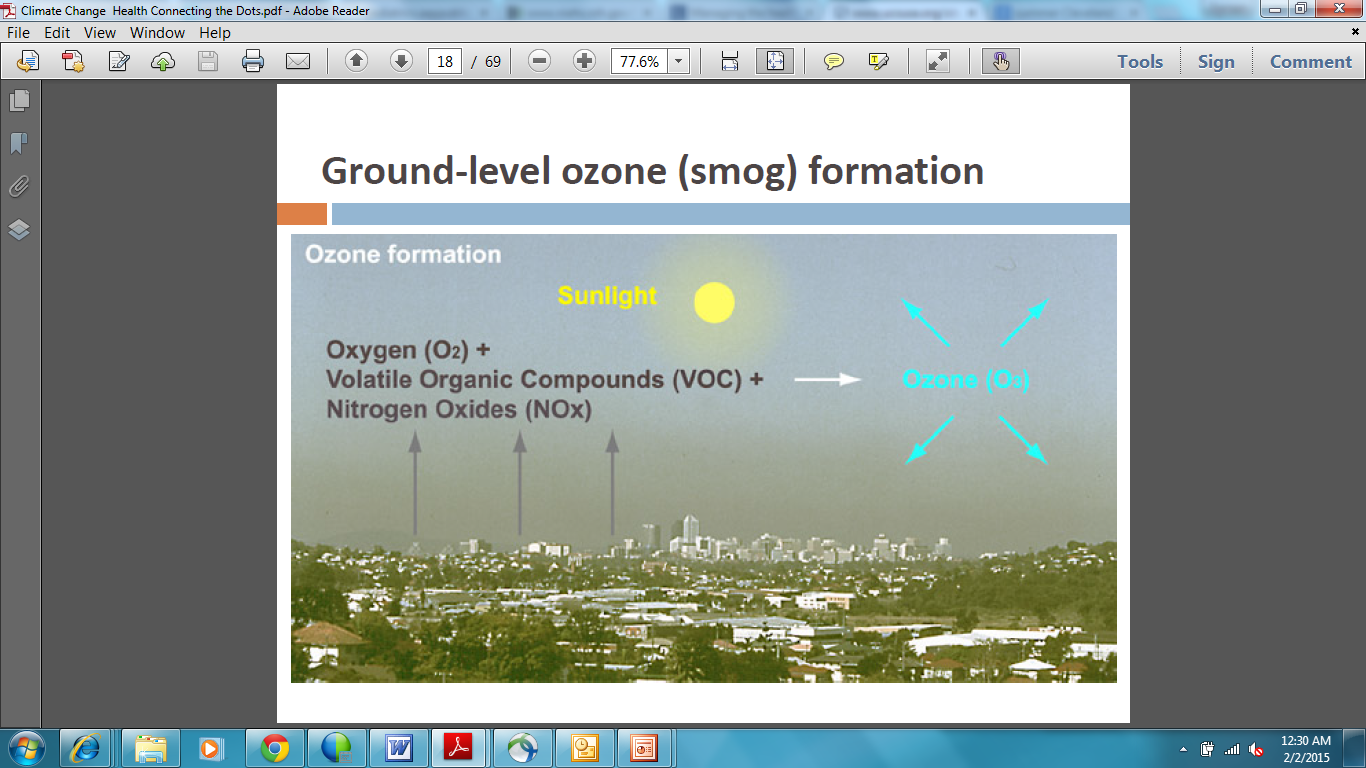 Climate Change  Health Connecting the Dots.pdf - Adobe Reader
File Edit View Window Help
18 / 69
77.6%
Tools
Sign
Comment
Ground-level ozone (smog) formation
Ozone formation
Sunlight
Oxygen (O2) +
Volatile Organic Compounds (VOC) +
Nitrogen Oxides (NOx)
Ozone (O3)
12:30 AM
2/2/2015